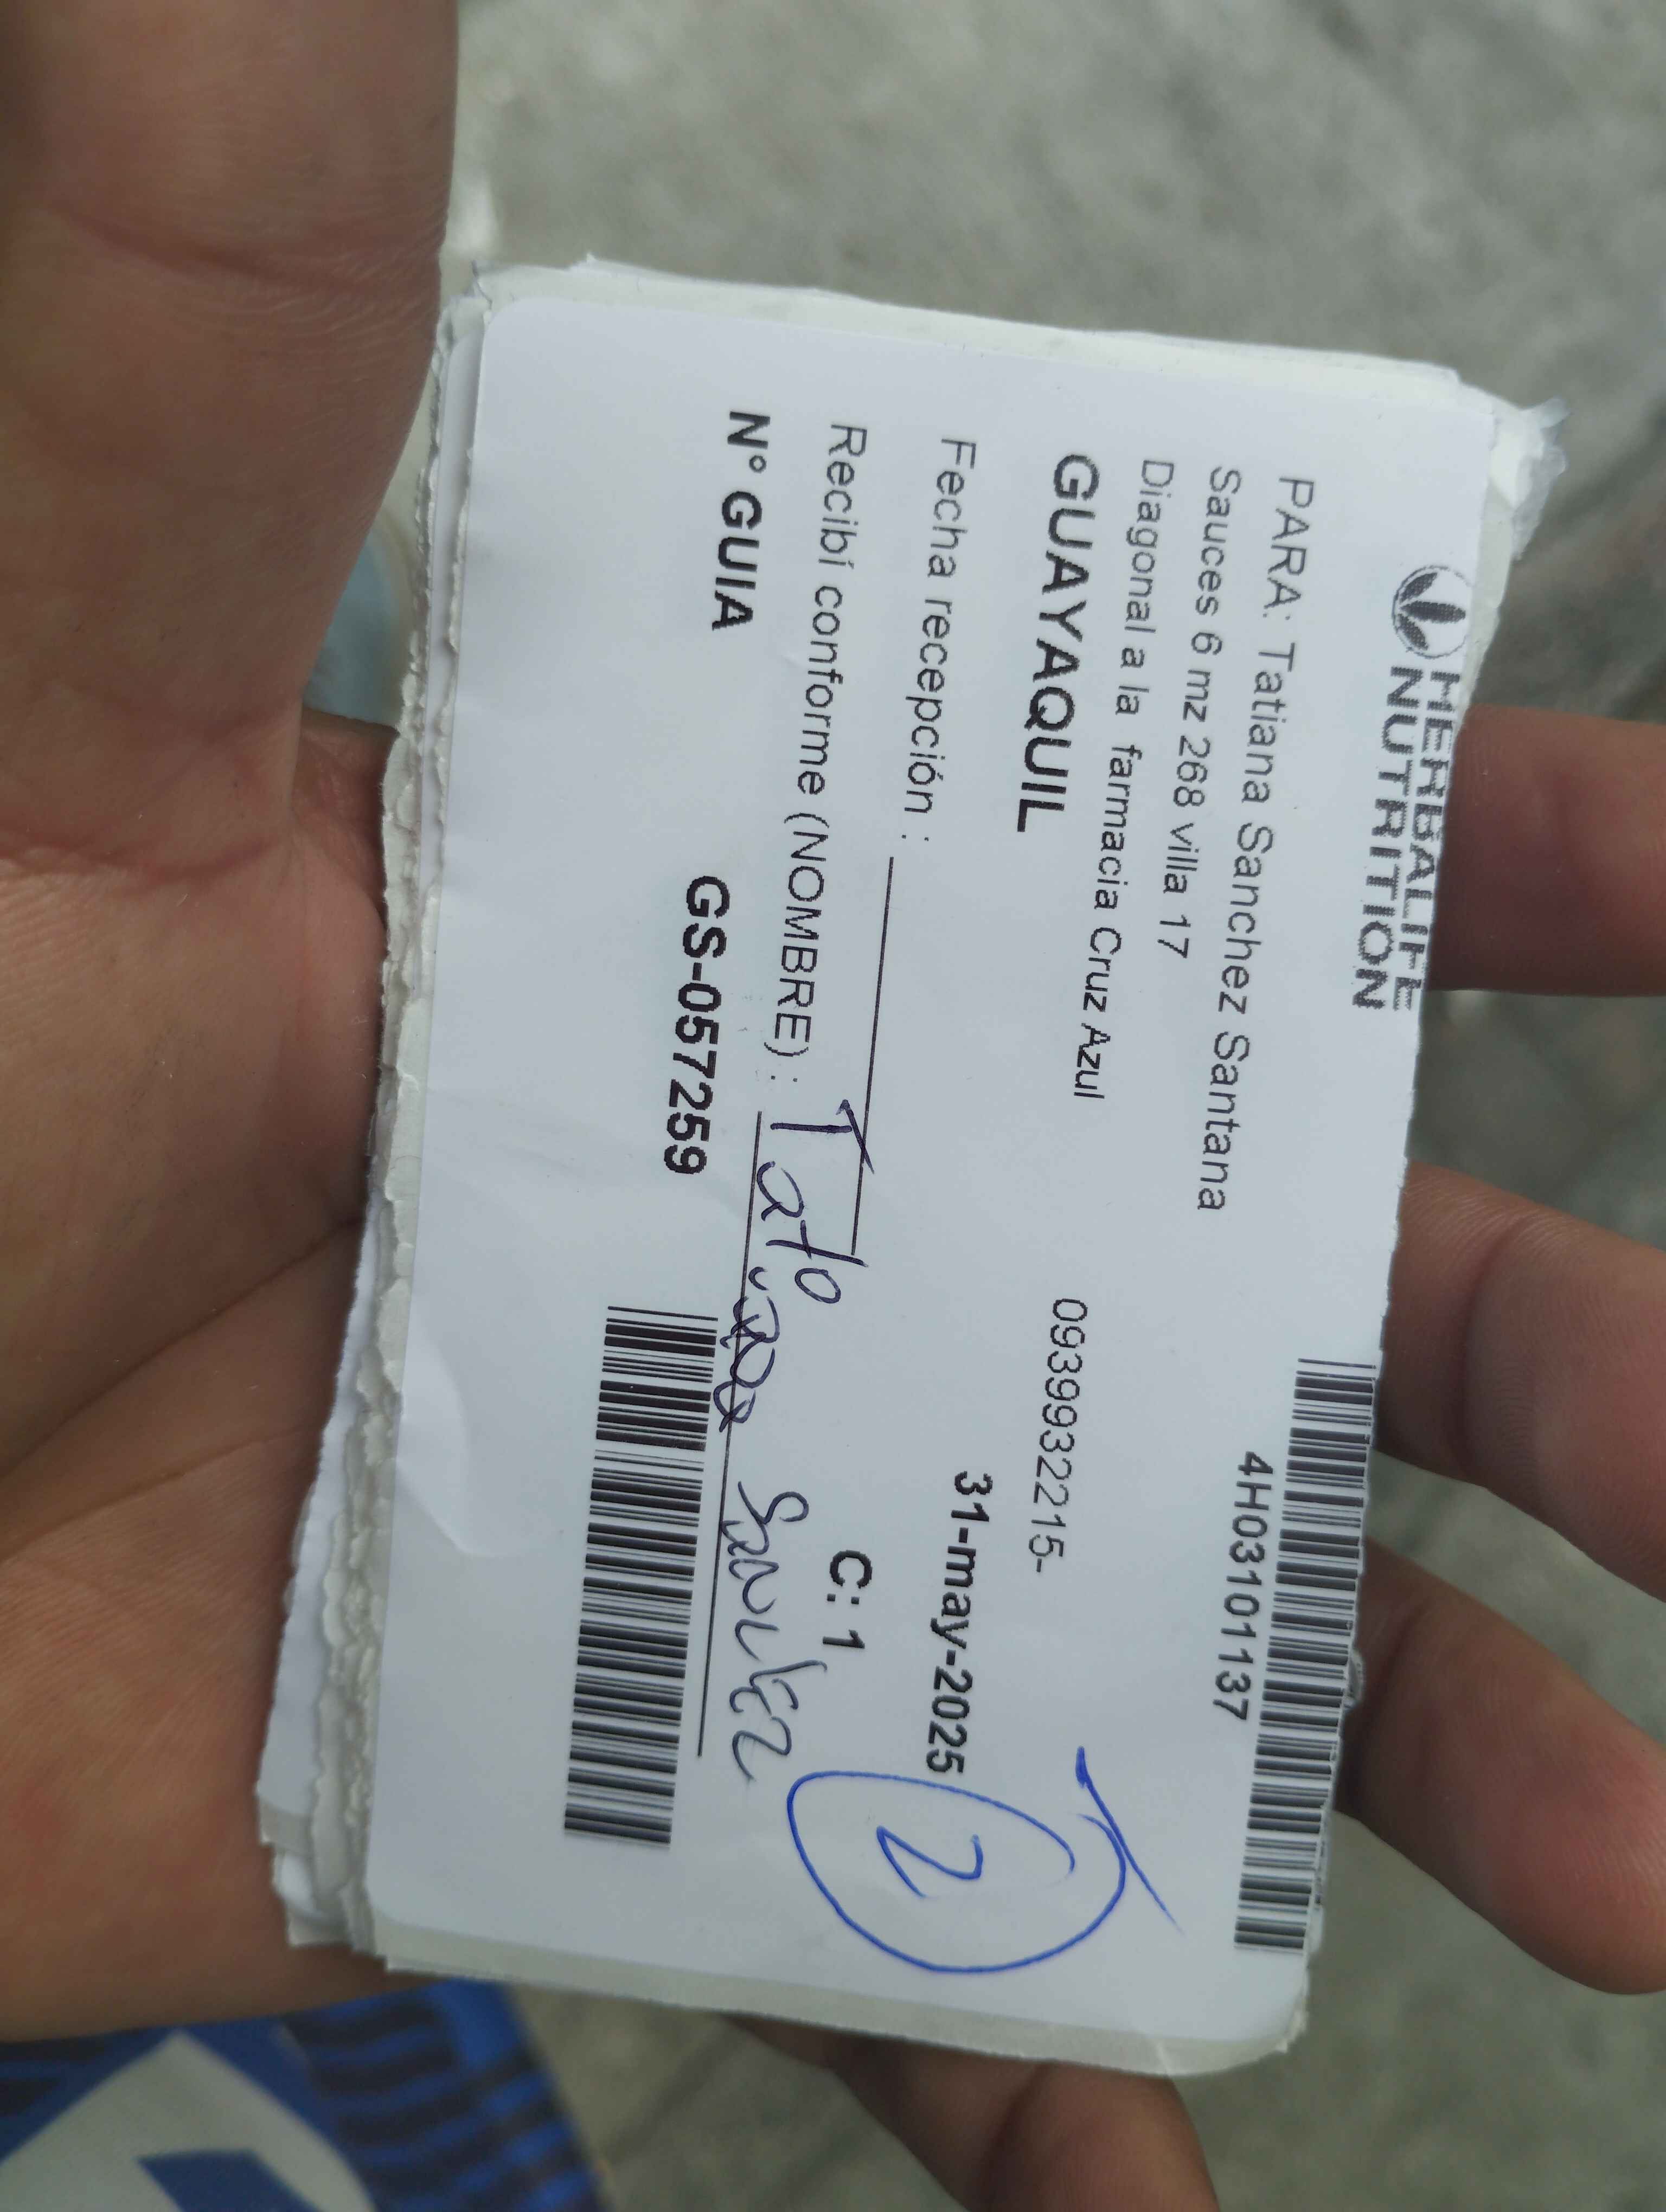 HERBALIFE
NUTRITION
4H03101137
PARA: Tatiana Sanchez Santana
Sauces 6 mz 268 villa 17
Diagonal a la farmacia Cruz Azul
0939932215-
GUAYAQUIL
31-may-2025
Fecha recepción :
C: 1
2
Recibí conforme (NOMBRE) :
N° GUIA
GS-057259